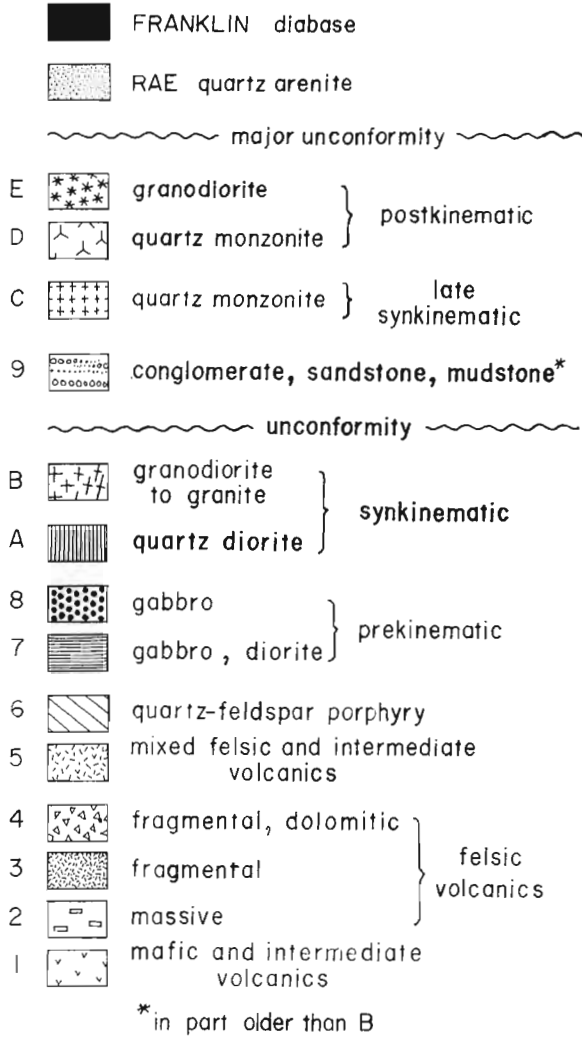 FRANKLIN diabase
RAE quartz arenite
major unconformity
E granodiorite
postkinematic
D quartz monzonite
C quartz monzonite
late
synkinematic
9 conglomerate, sandstone, mudstone*
unconformity
B granodiorite
to granite
synkinematic
A quartz diorite
8 gabbro
prekinematic
7 gabbro, diorite
6 quartz-feldspar porphyry
5 mixed felsic and intermediate
volcanics
4 fragmental, dolomitic
3 fragmental
felsic
volcanics
2 massive
1 mafic and intermediate
volcanics
*in part older than B